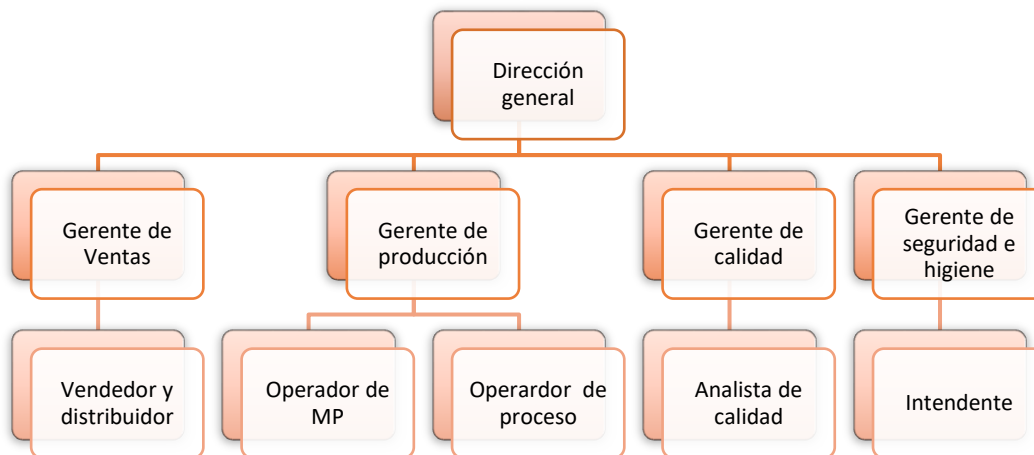 Dirección
general
Gerente de
Ventas
Gerente de
producción
Gerente de
calidad
Gerente de
seguridad e
higiene
Vendedor y
distribuidor
Operador de
MP
Operardor de
proceso
Analista de
calidad
Intendente